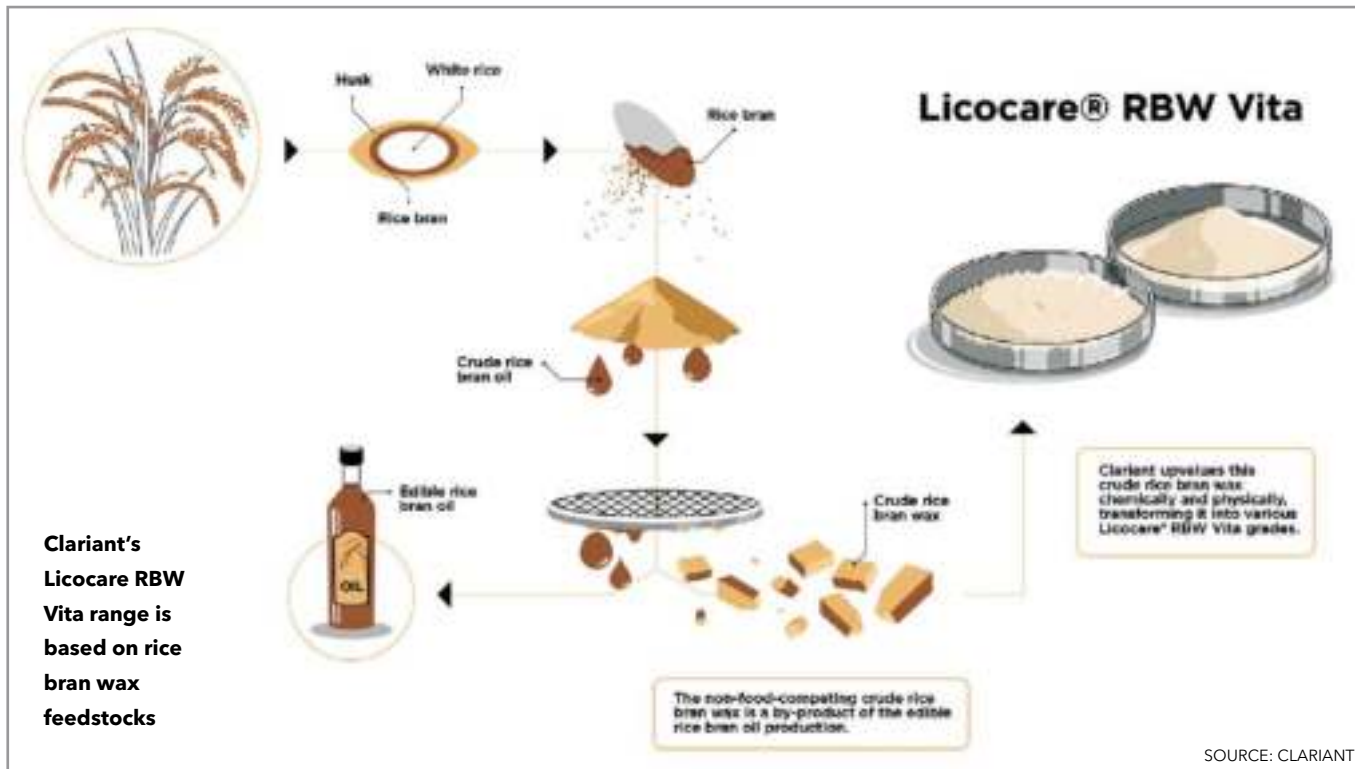 Husk
White rice
Rice bran
Rice bran
Licocare® RBW Vita
Crude rice
bran oil
Edible rice
bran oil
OIL
Crude rice
bran wax
Clarient upvalues this
crude rice bran wax
chemically and physically,
transforming it into various
Licocare® RBW Vita grades.
Clariant's
Licocare RBW
Vita range is
based on rice
bran wax
feedstocks
The non-food-competing crude rice
bran wax is a by-product of the edible
rice bran oil production.
SOURCE: CLARIANT